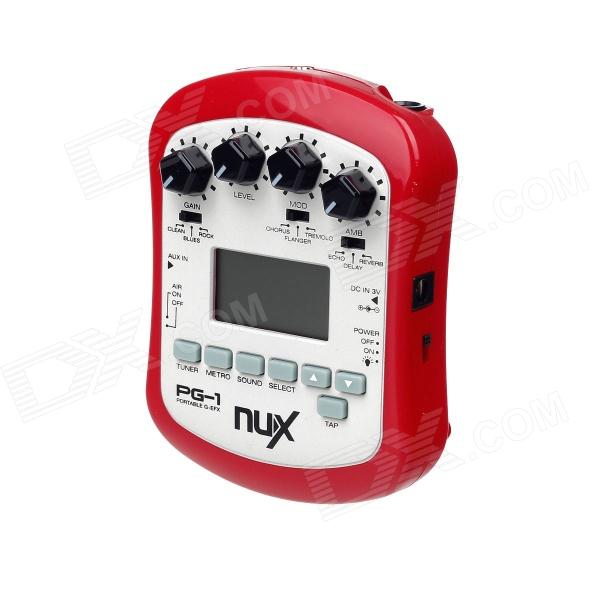 GAIN
LEVEL
MOD
AMB
CLEAN
BLUES
ROCK
CHORUS
FLANGER
TREMOLO
ECHO
DELAY
REVERB
AUX IN
DC IN 3V
AIR
ON
OFF
POWER
OFF
ON
TUNER METRO SOUND SELECT
TAP
PG-1
PORTABLE G-EFX
nuX
DX.COM
DX.COM
DX.COM
DX.COM